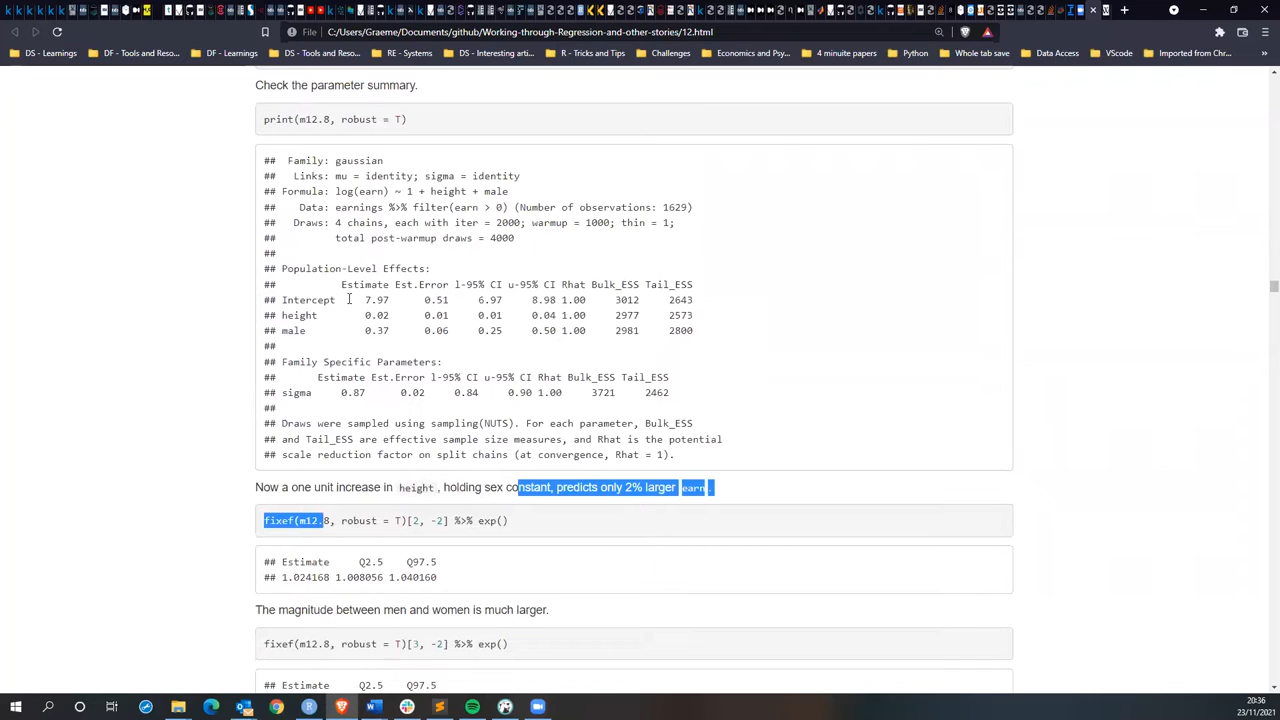 C:/Users/Graeme/Documents/github/Working-through-Regression-and-other-stories/12.html
DS - Learnings
DF - Tools and Reso...
DF - Learnings
DS - Tools and Reso...
RE - Systems
DS - Interesting artic...
R - Tricks and Tips
Challenges
Economics and Psy...
4 minuite papers
Python
Whole tab save
Data Access
VScode
Imported from Chr...
Check the parameter summary.
print(m12.8, robust = T)
## Family: gaussian
## Links: mu = identity; sigma = identity
## Formula: log(earn) ~ 1 + height + male
## Data: earnings %>% filter(earn > 0) (Number of observations: 1629)
## Draws: 4 chains, each with iter = 2000; warmup = 1000; thin = 1;
## total post-warmup draws = 4000
##
## Population-Level Effects:
## Estimate Est.Error l-95% CI u-95% CI Rhat Bulk_ESS Tail_ESS
## Intercept 7.97 0.51 6.97 8.98 1.00 3012 2643
## height 0.02 0.01 0.01 0.04 1.00 2977 2573
## male 0.37 0.06 0.25 0.50 1.00 2981 2800
##
## Family Specific Parameters:
## Estimate Est.Error l-95% CI u-95% CI Rhat Bulk_ESS Tail_ESS
## sigma 0.87 0.02 0.84 0.90 1.00 3721 2462
##
## Draws were sampled using sampling(NUTS). For each parameter, Bulk_ESS
## and Tail_ESS are effective sample size measures, and Rhat is the potential
## scale reduction factor on split chains (at convergence, Rhat = 1).
Now a one unit increase in height, holding sex constant, predicts only 2% larger earn.
fixef(m12.8, robust = T)[2, -2] %>% exp()
## Estimate Q2.5 Q97.5
## 1.024168 1.008056 1.040160
The magnitude between men and women is much larger.
fixef(m12.8, robust = T)[3, -2] %>% exp()
## Estimate Q2.5 Q97.5
20:36
23/11/2021